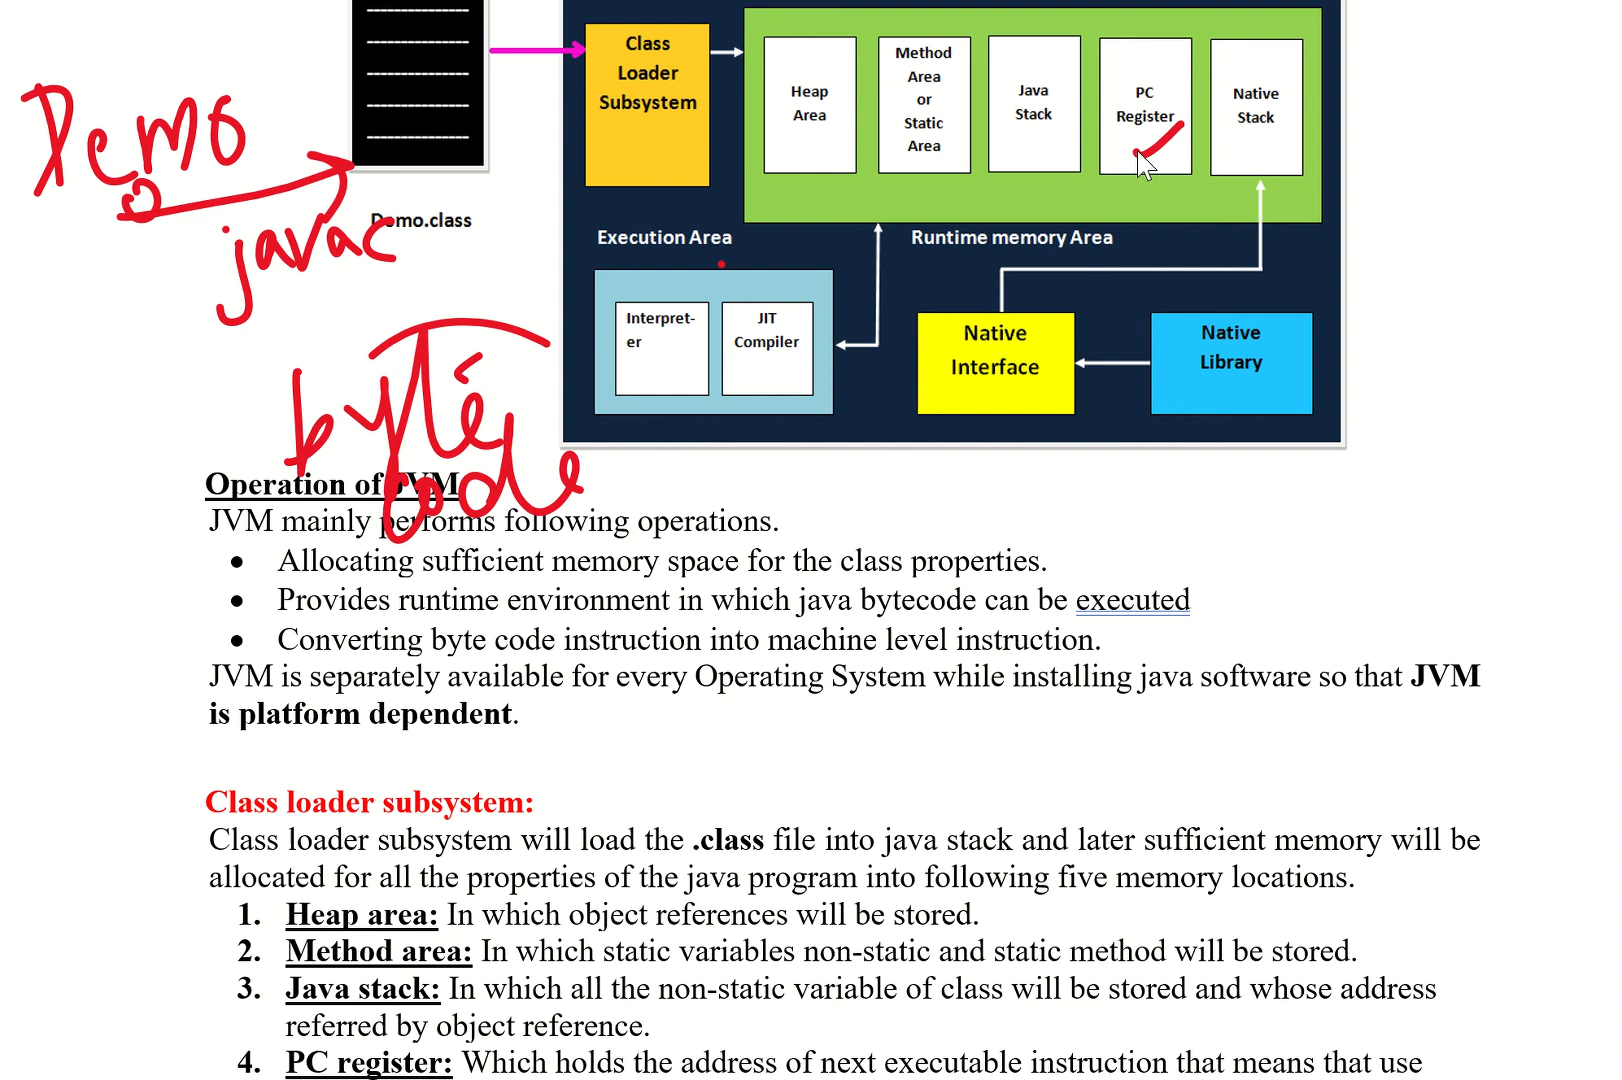 Class
Loader
Subsystem
Heap
Area
Method
Area
or
Static
Area
Java
Stack
PC
Register
Native
Stack
Demo
javac
Demo.class
Execution Area
Runtime memory Area
Interpret-
er
JIT
Compiler
Native
Interface
Native
Library
byte
code
Operation of JVM
JVM mainly performs following operations.
• Allocating sufficient memory space for the class properties.
• Provides runtime environment in which java bytecode can be executed
• Converting byte code instruction into machine level instruction.
JVM is separately available for every Operating System while installing java software so that JVM
is platform dependent.
Class loader subsystem:
Class loader subsystem will load the .class file into java stack and later sufficient memory will be
allocated for all the properties of the java program into following five memory locations.
1. Heap area: In which object references will be stored.
2. Method area: In which static variables non-static and static method will be stored.
3. Java stack: In which all the non-static variable of class will be stored and whose address
referred by object reference.
4. PC register: Which holds the address of next executable instruction that means that use